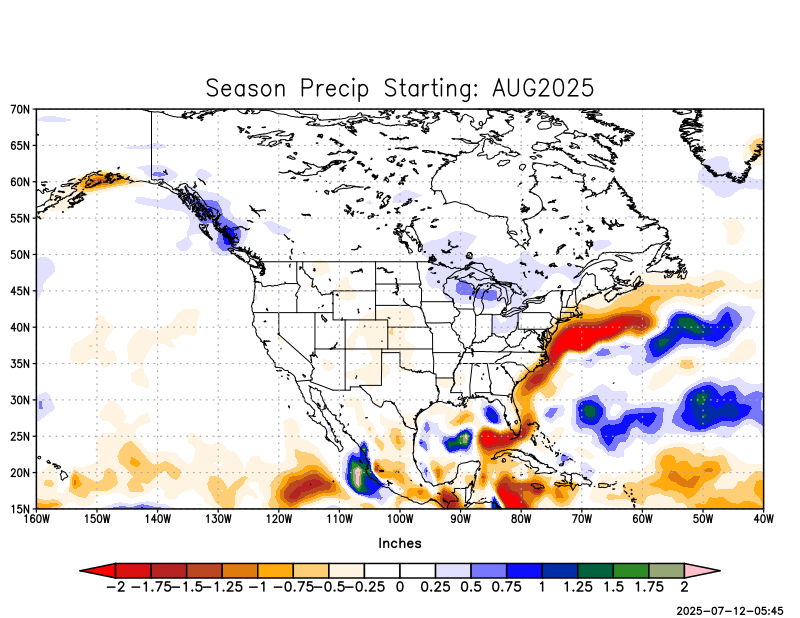 Season Precip Starting: AUG2025
70N
65N
60N
55N
50N
45N
40N
35N
30N
25N
20N
15N
160W 150W 140W 130W 120W 110W 100W 90W 80W 70W 60W 50W 40W
Inches
-2 -1.75 -1.5 -1.25 -1 -0.75 -0.5 -0.25 0 0.25 0.5 0.75 1 1.25 1.5 1.75 2
2025-07-12-05:45